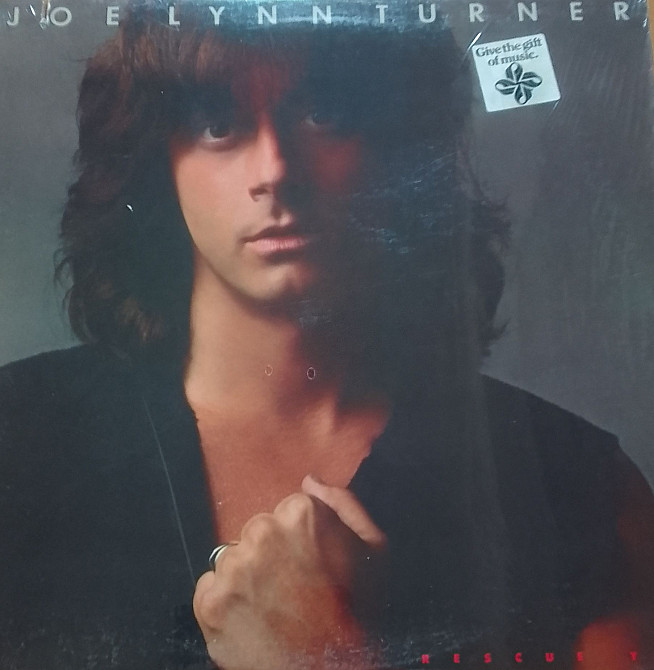 JOE LYNN TURNER
Give the gift
of music.
RESCUE Y